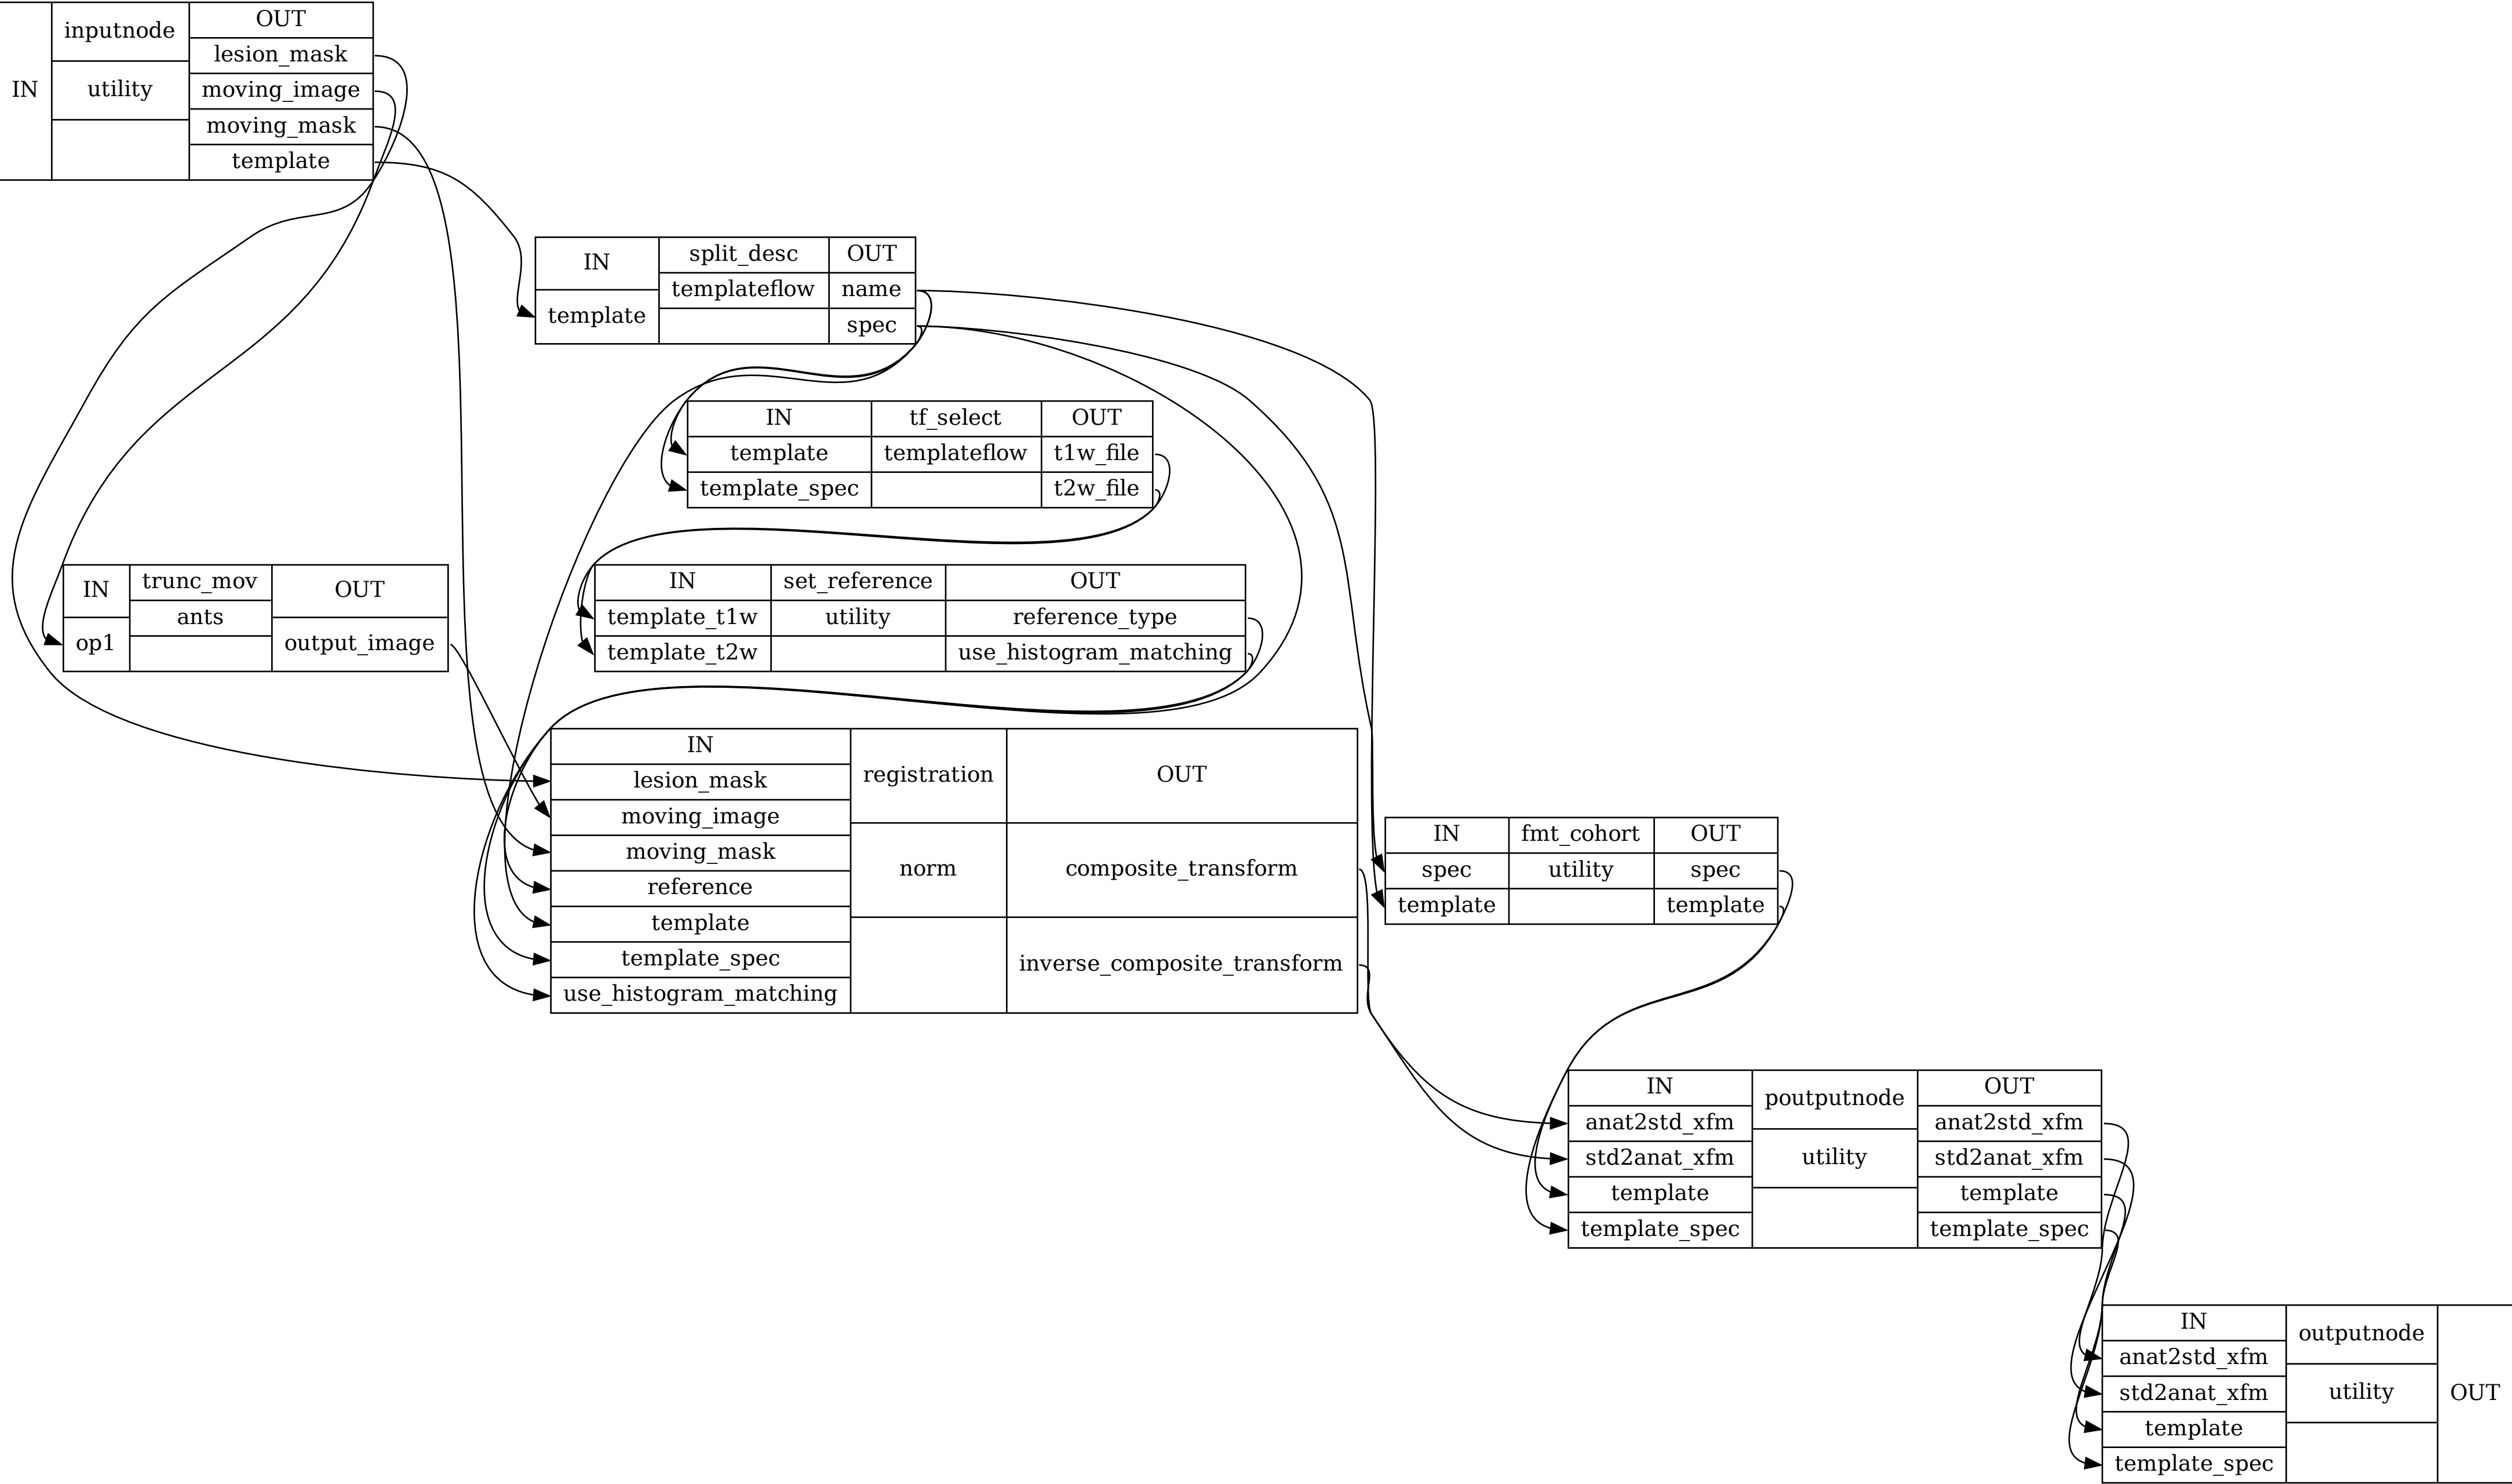 IN
inputnode
utility
OUT
lesion_mask
moving_image
moving_mask
template
IN
template
split_desc
templateflow
OUT
name
spec
IN
template
template_spec
tf_select
templateflow
OUT
t1w_file
t2w_file
IN
op1
trunc_mov
ants
OUT
output_image
IN
template_t1w
template_t2w
set_reference
utility
OUT
reference_type
use_histogram_matching
IN
lesion_mask
moving_image
moving_mask
reference
template
template_spec
use_histogram_matching
registration
norm
OUT
composite_transform
inverse_composite_transform
IN
spec
template
fmt_cohort
utility
OUT
spec
template
IN
anat2std_xfm
std2anat_xfm
template
template_spec
poutputnode
utility
OUT
anat2std_xfm
std2anat_xfm
template
template_spec
IN
anat2std_xfm
std2anat_xfm
template
template_spec
outputnode
utility
OUT